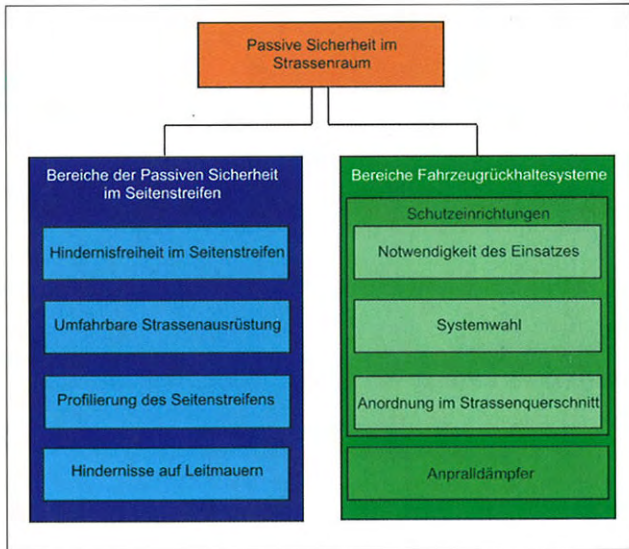 Passive Sicherheit im
Strassenraum
Bereiche der Passiven Sicherheit
im Seitenstreifen
Hindernisfreiheit im Seitenstreifen
Umfahrbare Strassenausrüstung
Profilierung des Seitenstreifens
Hindernisse auf Leitmauern
Bereiche Fahrzeugrückhaltesysteme
Schutzeinrichtungen
Notwendigkeit des Einsatzes
Systemwahl
Anordnung im Strassenquerschnitt
Anpralldämpfer